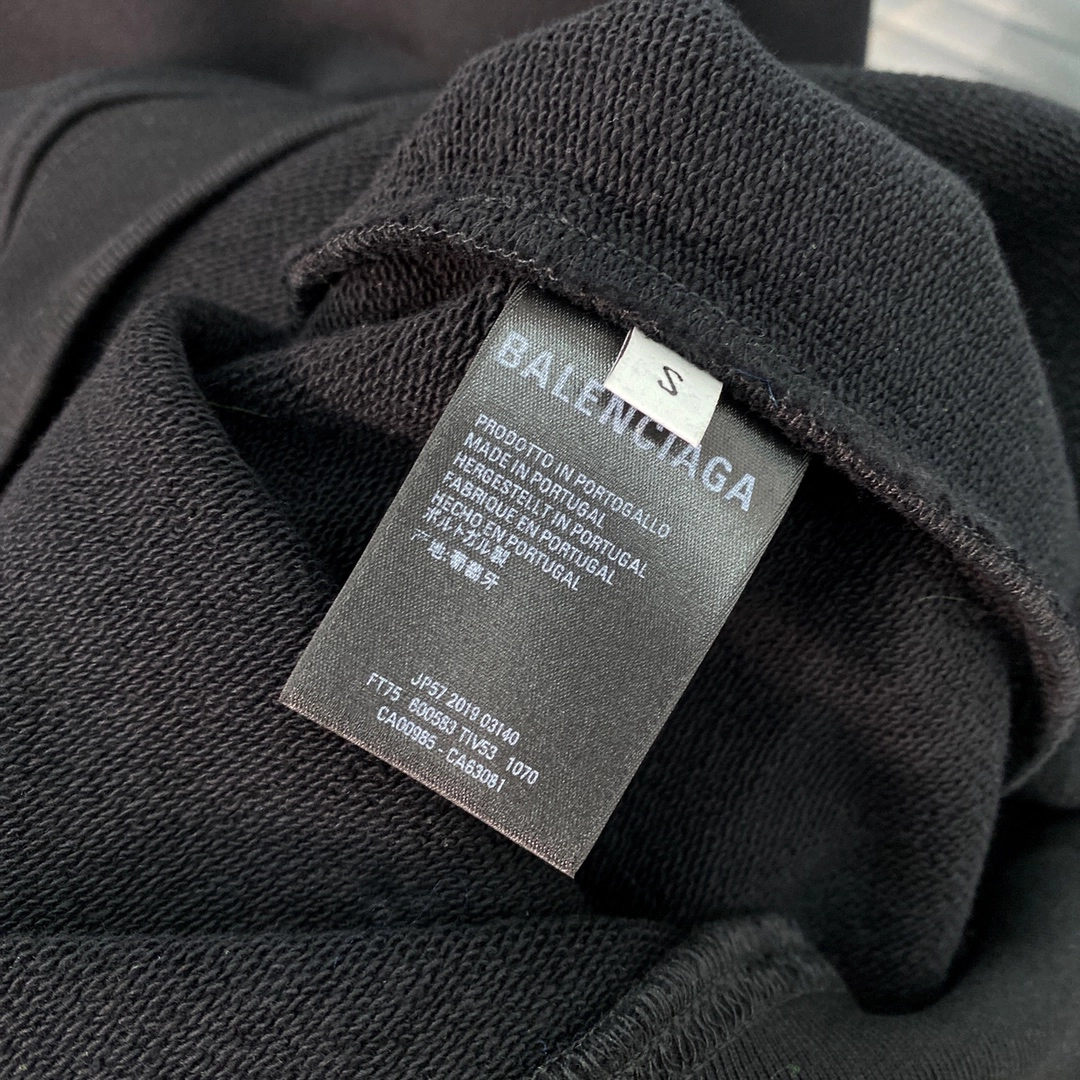 BALENCIAGA
S
PRODOTTO IN PORTOGALLO
MADE IN PORTUGAL
HERGESTELLT IN PORTUGAL
FABRIQUE EN PORTUGAL
HECHO EN PORTUGAL
ポルトガル製
产地:葡萄牙
JP57 2019 03140
FT75 600583 TIV53 1070
CA00985 - CA63081